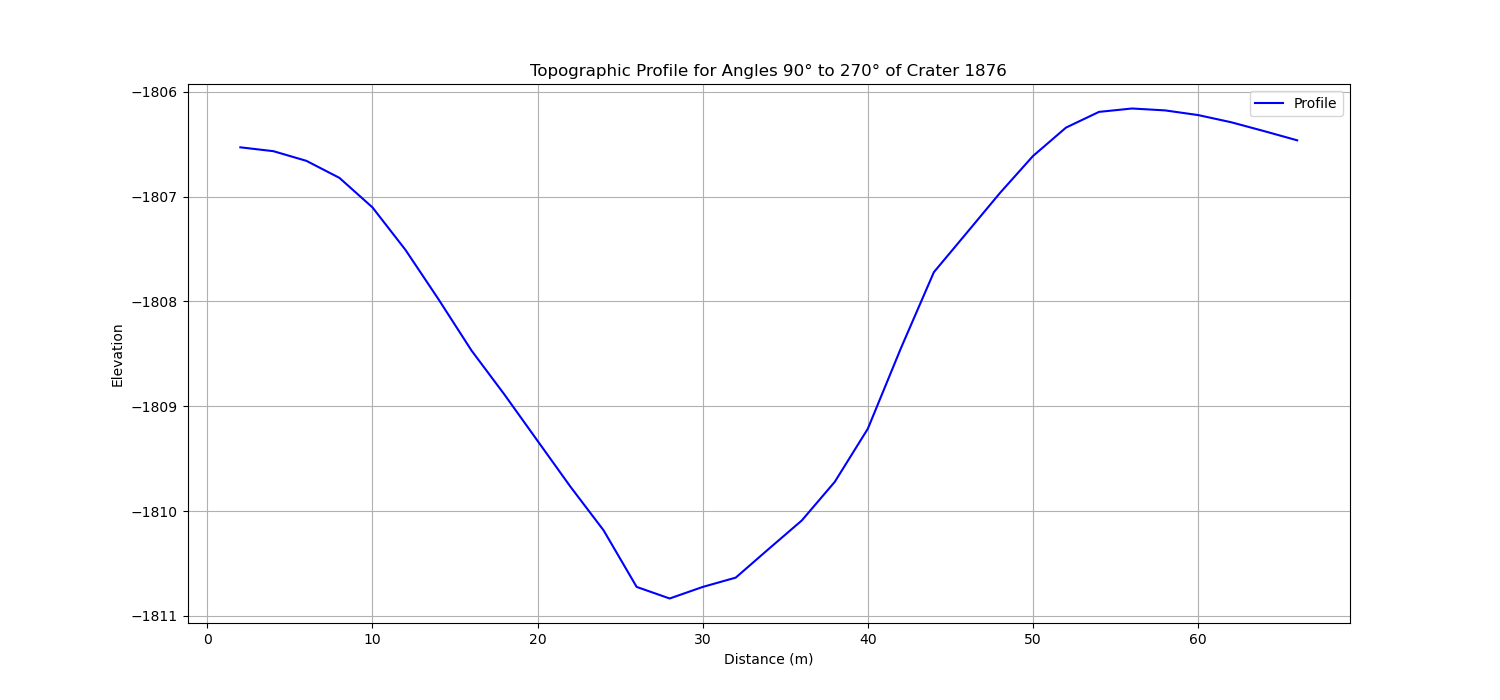 Topographic Profile for Angles 90° to 270° of Crater 1876
Profile
−1806
−1807
−1808
−1809
−1810
−1811
Elevation
0 10 20 30 40 50 60
Distance (m)